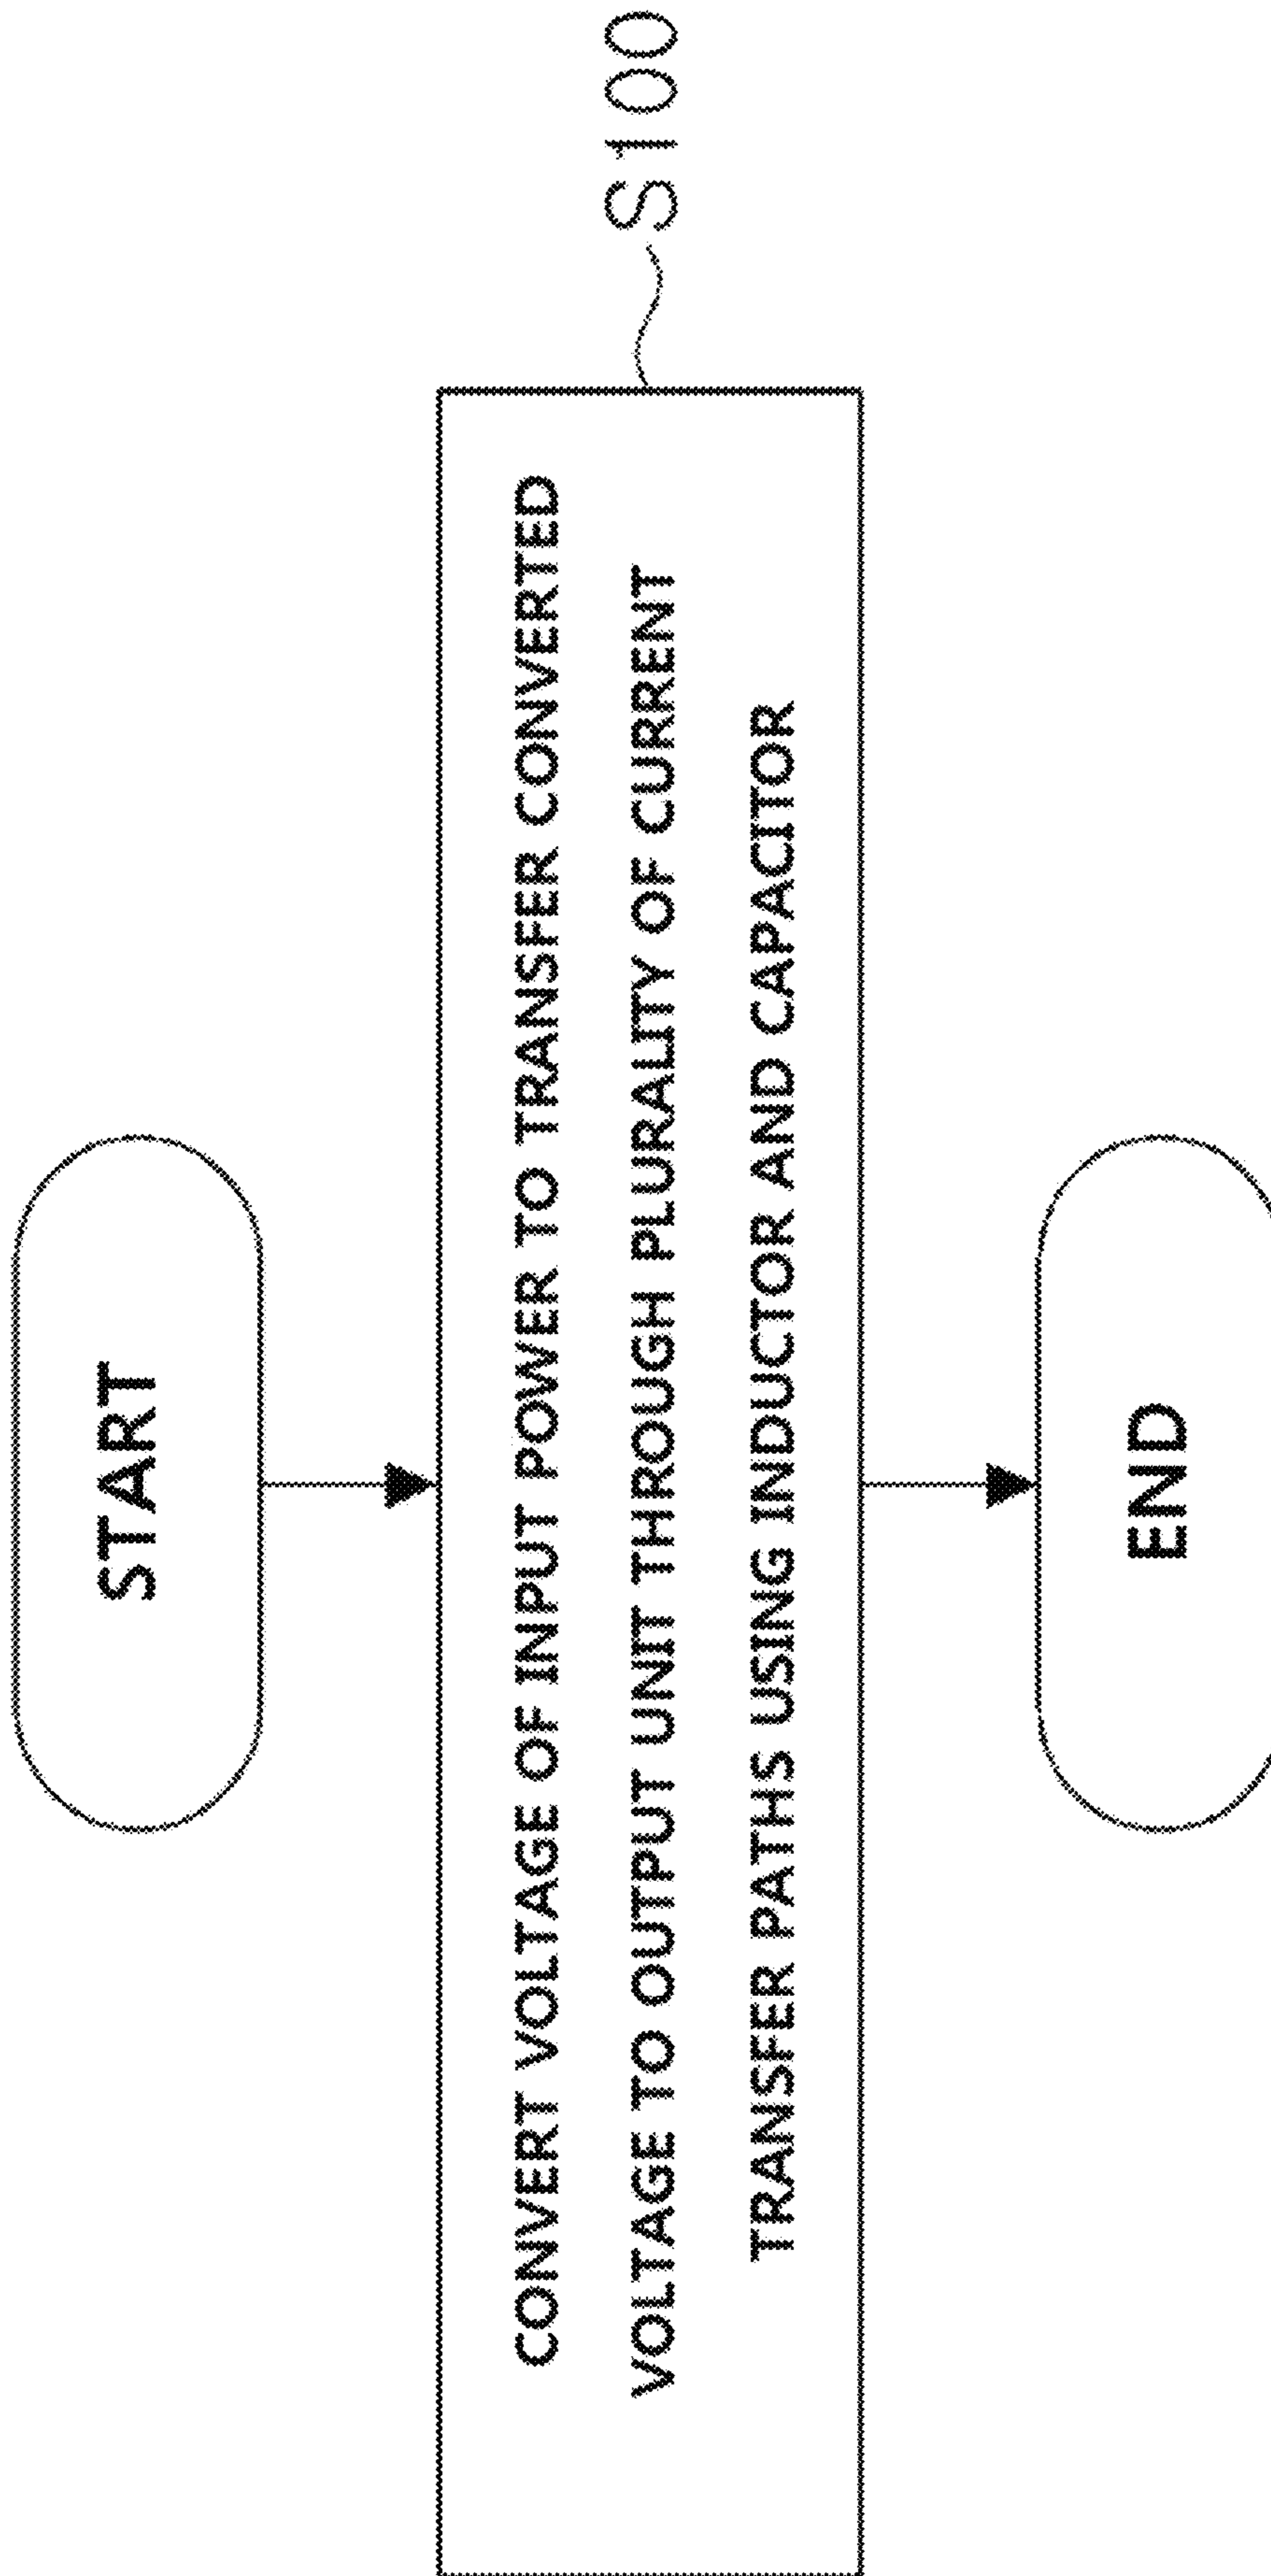 START
CONVERT VOLTAGE OF INPUT POWER TO TRANSFER CONVERTED
VOLTAGE TO OUTPUT UNIT THROUGH PLURALITY OF CURRENT
TRANSFER PATHS USING INDUCTOR AND CAPACITOR
S100
END